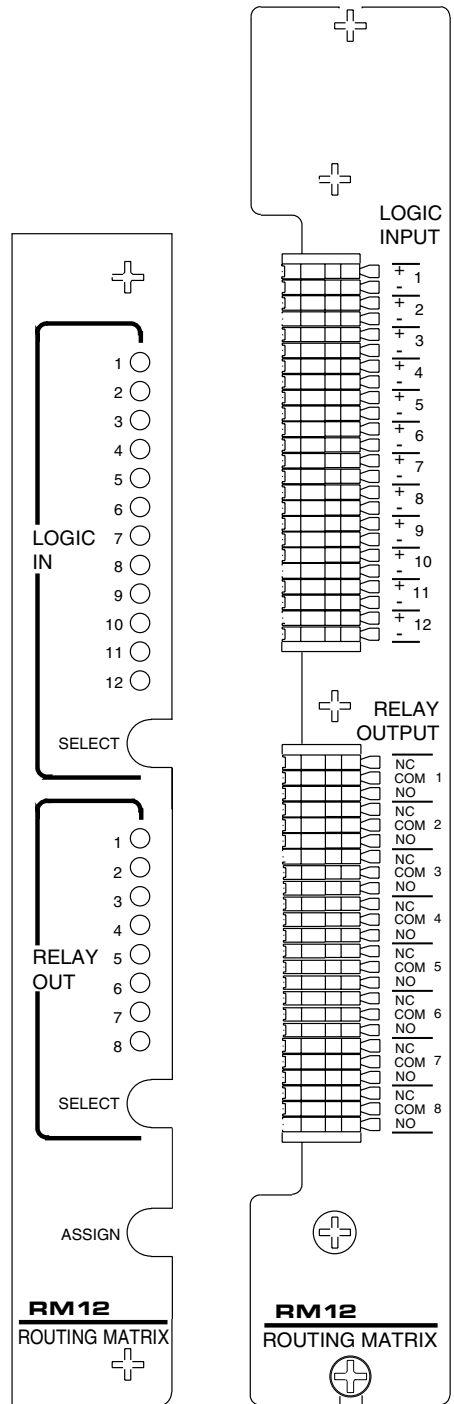 LOGIC
IN
1
2
3
4
5
6
7
8
9
10
11
12
SELECT
RELAY
OUT
1
2
3
4
5
6
7
8
SELECT
ASSIGN
RM12
ROUTING MATRIX
LOGIC
INPUT
+ 1
-
+ 2
-
+ 3
-
+ 4
-
+ 5
-
+ 6
-
+ 7
-
+ 8
-
+ 9
-
+ 10
-
+ 11
-
+ 12
-
RELAY
OUTPUT
NC
COM 1
NO
NC
COM 2
NO
NC
COM 3
NO
NC
COM 4
NO
NC
COM 5
NO
NC
COM 6
NO
NC
COM 7
NO
NC
COM 8
NO
RM12
ROUTING MATRIX